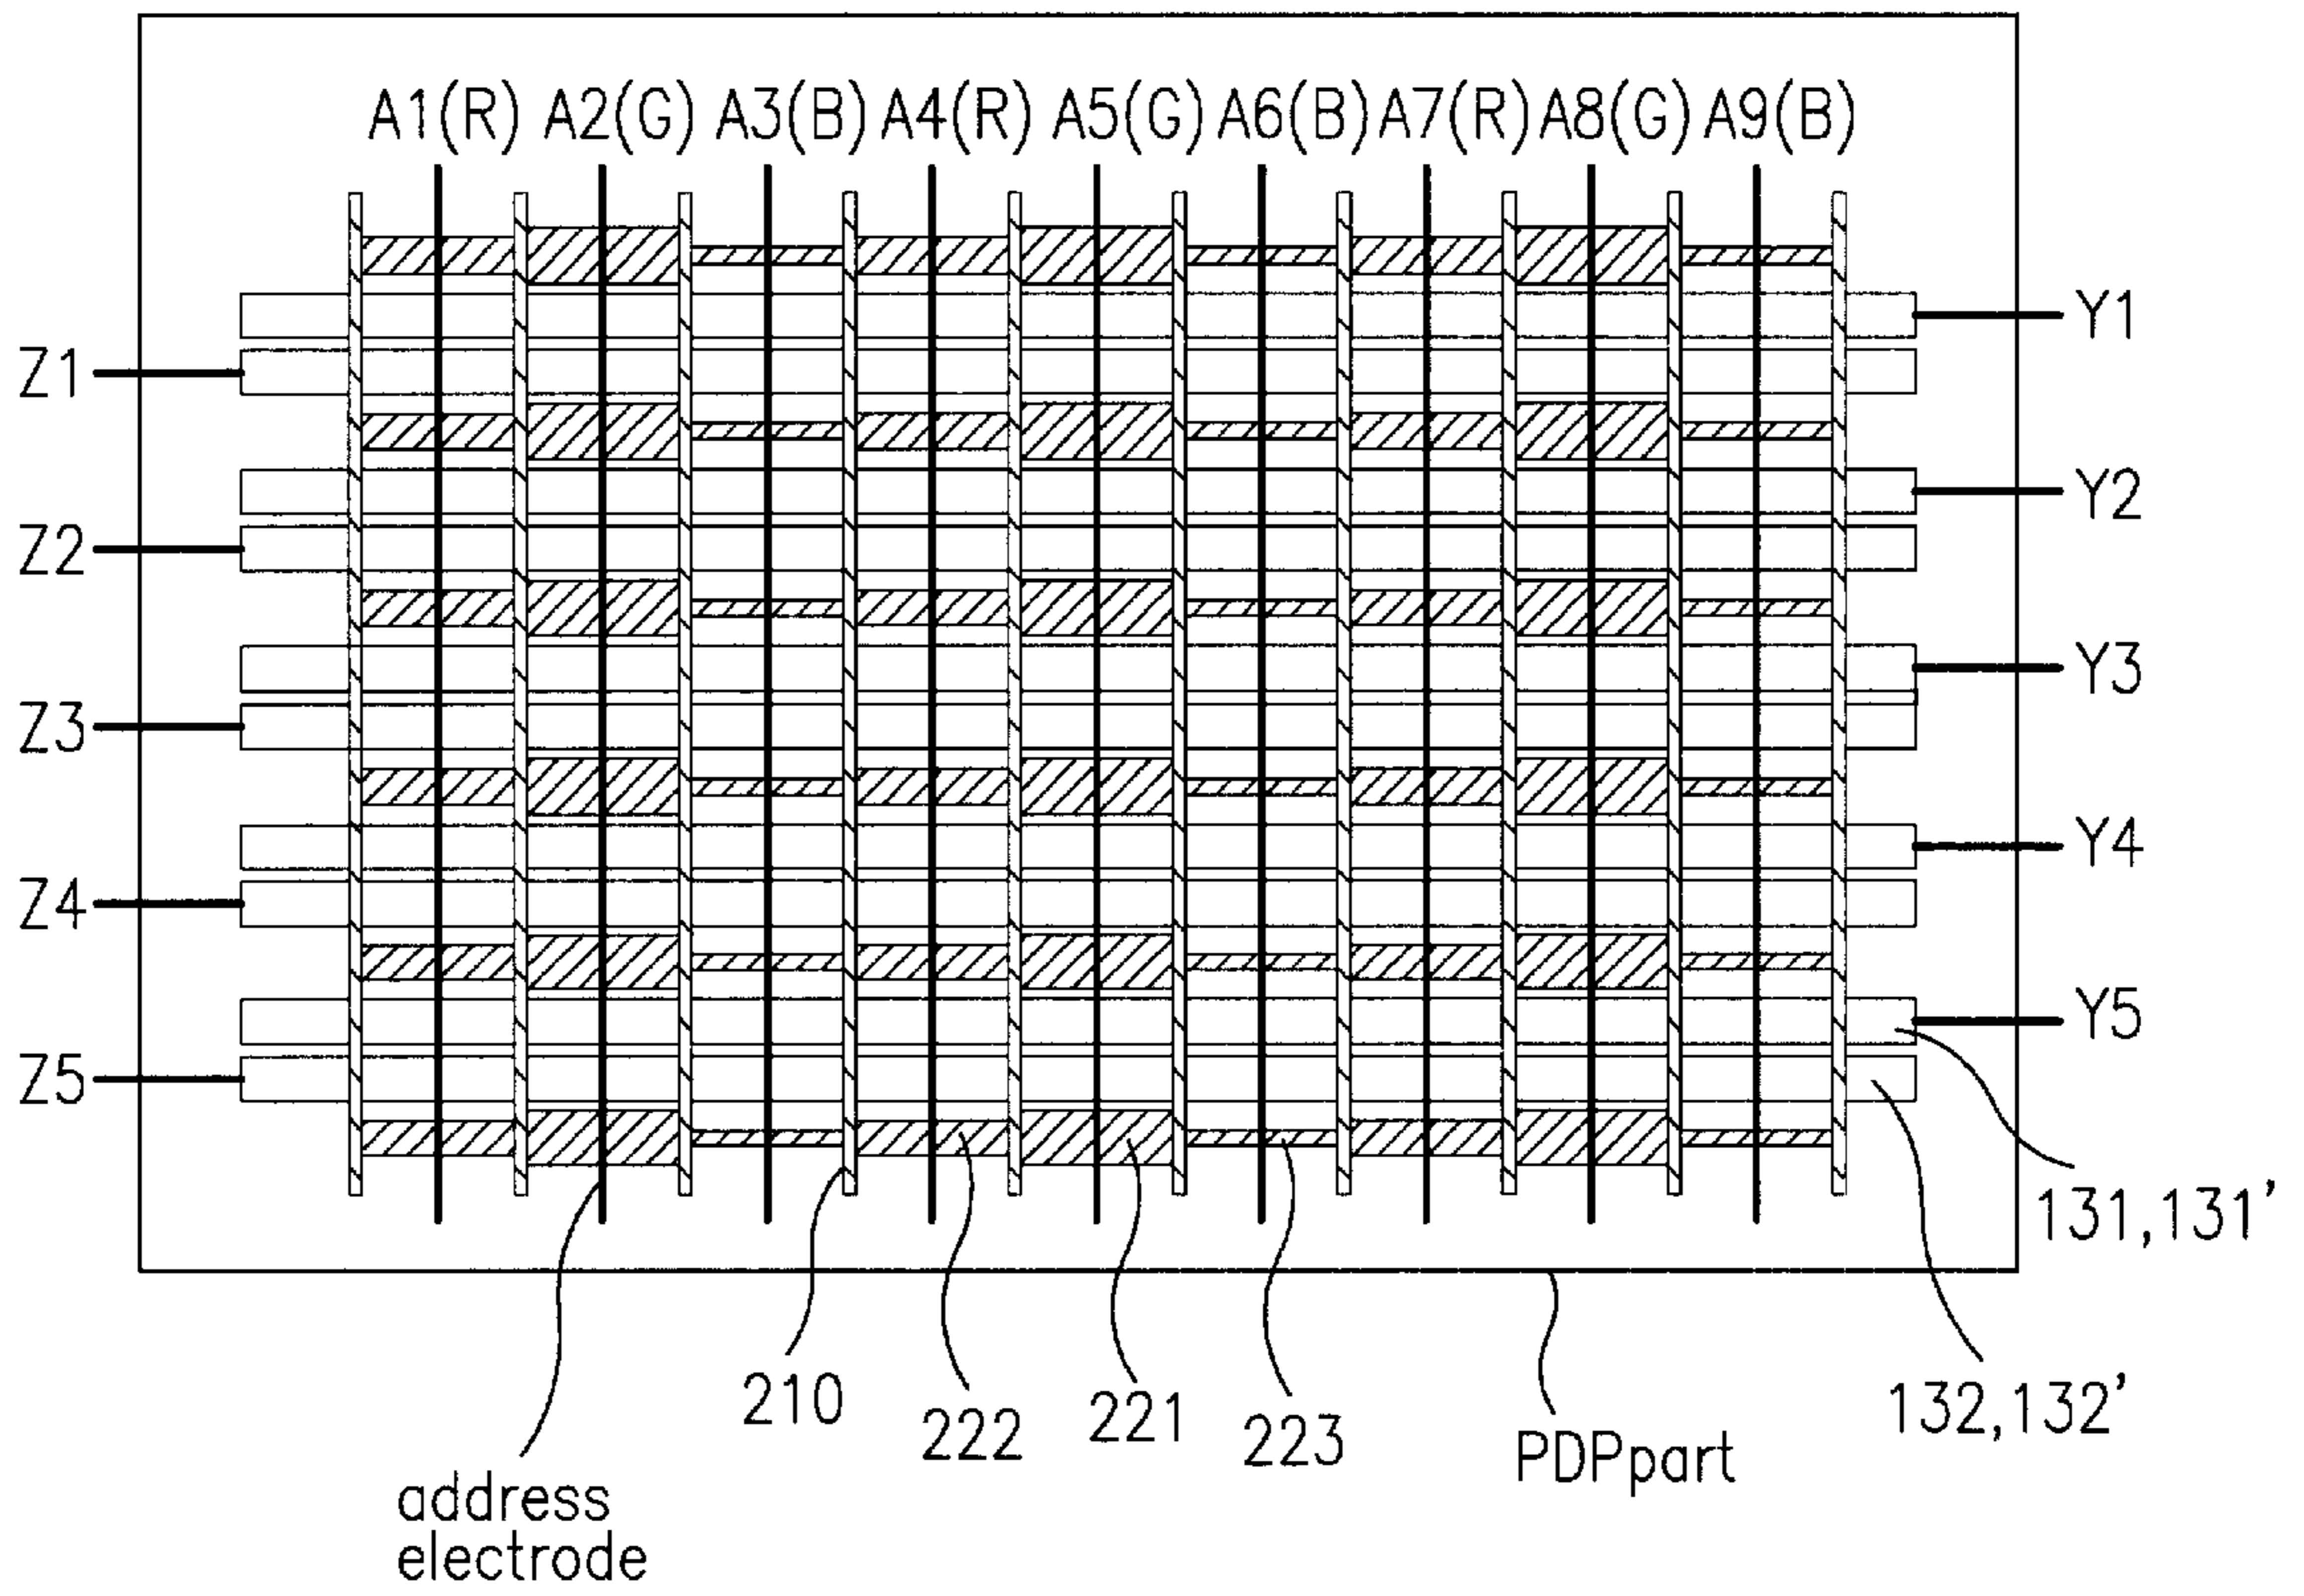 A1(R) A2(G) A3(B) A4(R) A5(G) A6(B) A7(R) A8(G) A9(B)
Y1
Z1
Y2
Z2
Y3
Z3
Y4
Z4
Y5
Z5
131,131’
210
222
221
223
132,132’
PDPpart
address
electrode